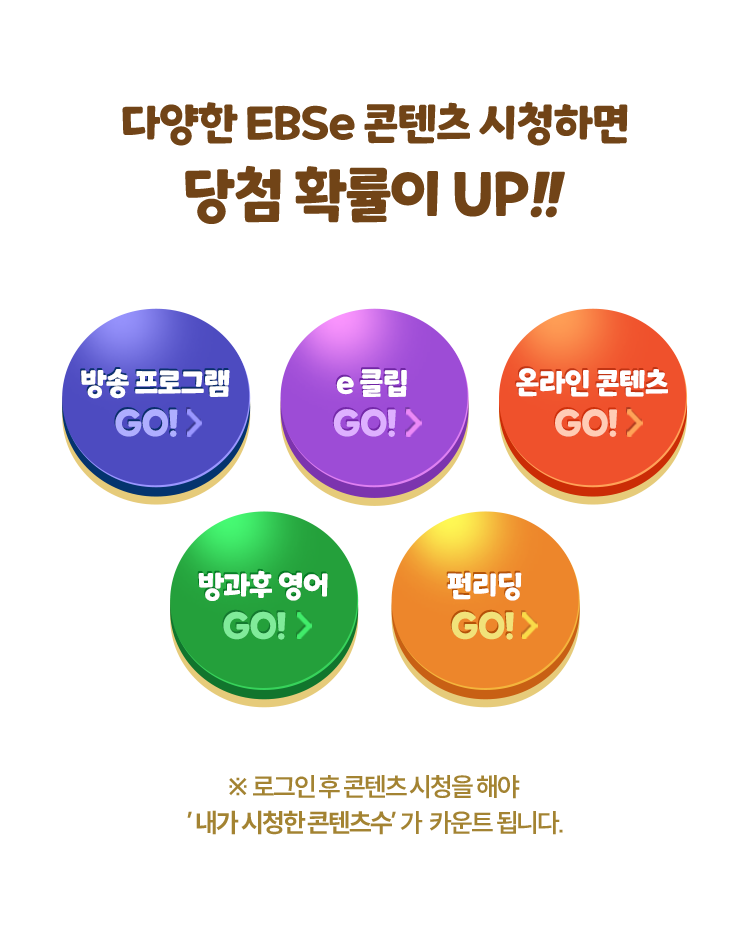 다양한 EBSe 콘텐츠 시청하면
당첨 확률이 UP!!
방송 프로그램
GO! >
e 클립
GO! >
온라인 콘텐츠
GO! >
방과후 영어
GO! >
펀리딩
GO! >
※ 로그인 후 콘텐츠 시청을 해야
' 내가 시청한 콘텐츠수' 가 카운트 됩니다.